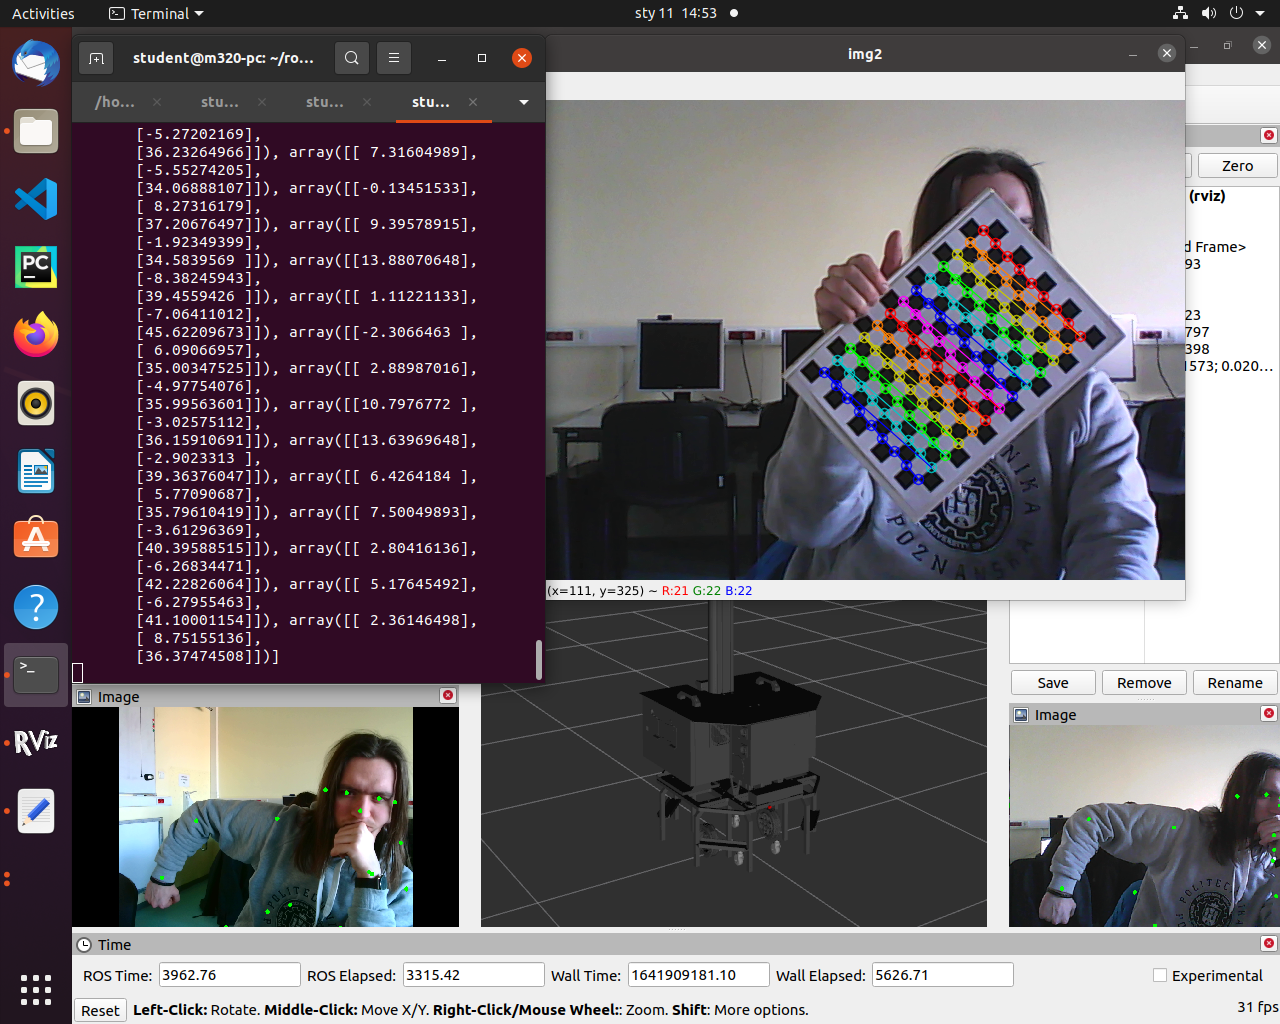 Activities
Terminal
sty 11 14:53
student@m320-pc: ~/ro...
/ho...
stu...
stu...
stu...
[-5.27202169],
[36.23264966]]), array([[ 7.31604989],
[-5.55274205],
[34.06888107]]), array([[-0.13451533],
[ 8.27316179],
[37.20676497]]), array([[ 9.39578915],
[-1.92349399],
[34.5839569 ]]), array([[13.88070648],
[-8.38245943],
[39.4559426 ]]), array([[ 1.11221133],
[-7.06411012],
[45.62209673]]), array([[-2.3066463 ],
[ 6.09066957],
[35.00347525]]), array([[ 2.88987016],
[-4.97754076],
[35.99563601]]), array([[10.7976772 ],
[-3.02575112],
[36.15910691]]), array([[13.63969648],
[-2.9023313 ],
[39.36376047]]), array([[ 6.4264184 ],
[ 5.77090687],
[35.79610419]]), array([[ 7.50049893],
[-3.61296369],
[40.39588515]]), array([[ 2.80416136],
[-6.26834471],
[42.22826064]]), array([[ 5.17645492],
[-6.27955463],
[41.10001154]]), array([[ 2.36146498],
[ 8.75155136],
[36.37474508]])]
img2
(x=111, y=325) ~ R:21 G:22 B:22
Zero
(rviz)
d Frame>
93
23
797
398
1573; 0.020...
Save
Remove
Rename
Image
Image
PC
RViz
POZNAŃSKA
Time
ROS Time: 3962.76
ROS Elapsed: 3315.42
Wall Time: 1641909181.10
Wall Elapsed: 5626.71
Experimental
Reset
Left-Click: Rotate. Middle-Click: Move X/Y. Right-Click/Mouse Wheel:: Zoom. Shift: More options.
31 fps